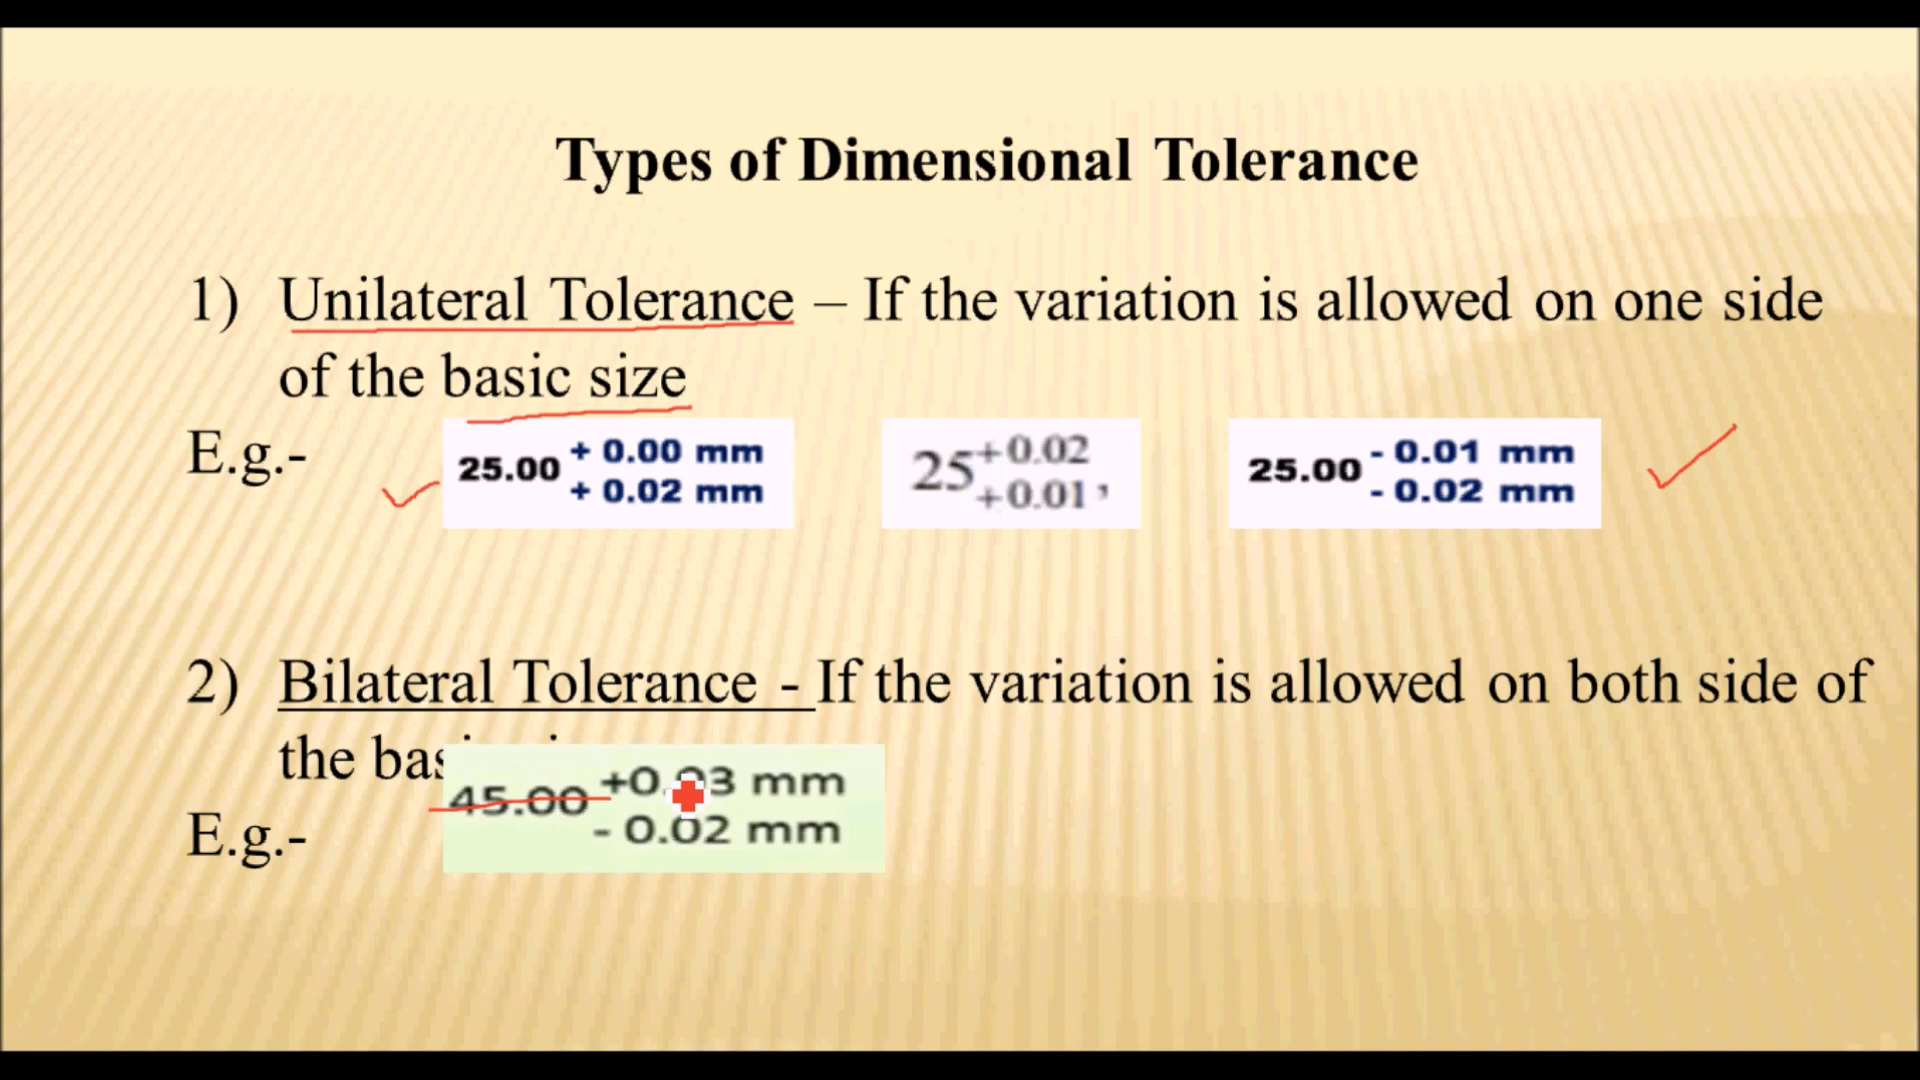 Types of Dimensional Tolerance
1) Unilateral Tolerance – If the variation is allowed on one side
of the basic size
E.g.-
25.00 + 0.00 mm
+ 0.02 mm
25 +0.02
+0.01 ,
25.00 - 0.01 mm
- 0.02 mm
2) Bilateral Tolerance - If the variation is allowed on both side of
the
E.g.-
45.00 +0.03 mm
- 0.02 mm